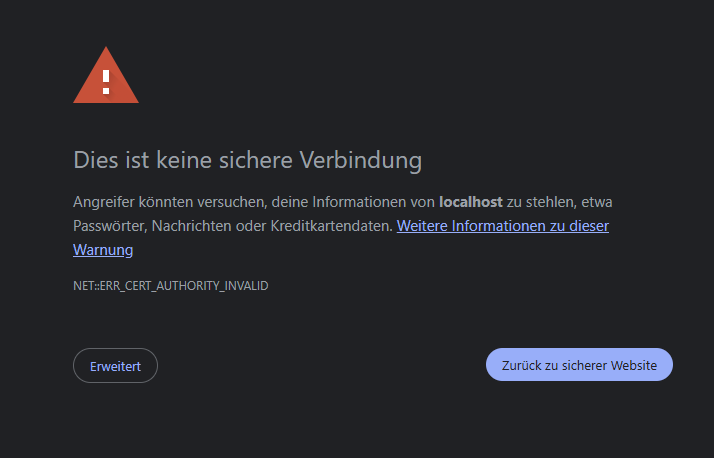 Dies ist keine sichere Verbindung
Angreifer könnten versuchen, deine Informationen von localhost zu stehlen, etwa
Passwörter, Nachrichten oder Kreditkartendaten. Weitere Informationen zu dieser
Warnung
NET::ERR_CERT_AUTHORITY_INVALID
Erweitert
Zurück zu sicherer Website